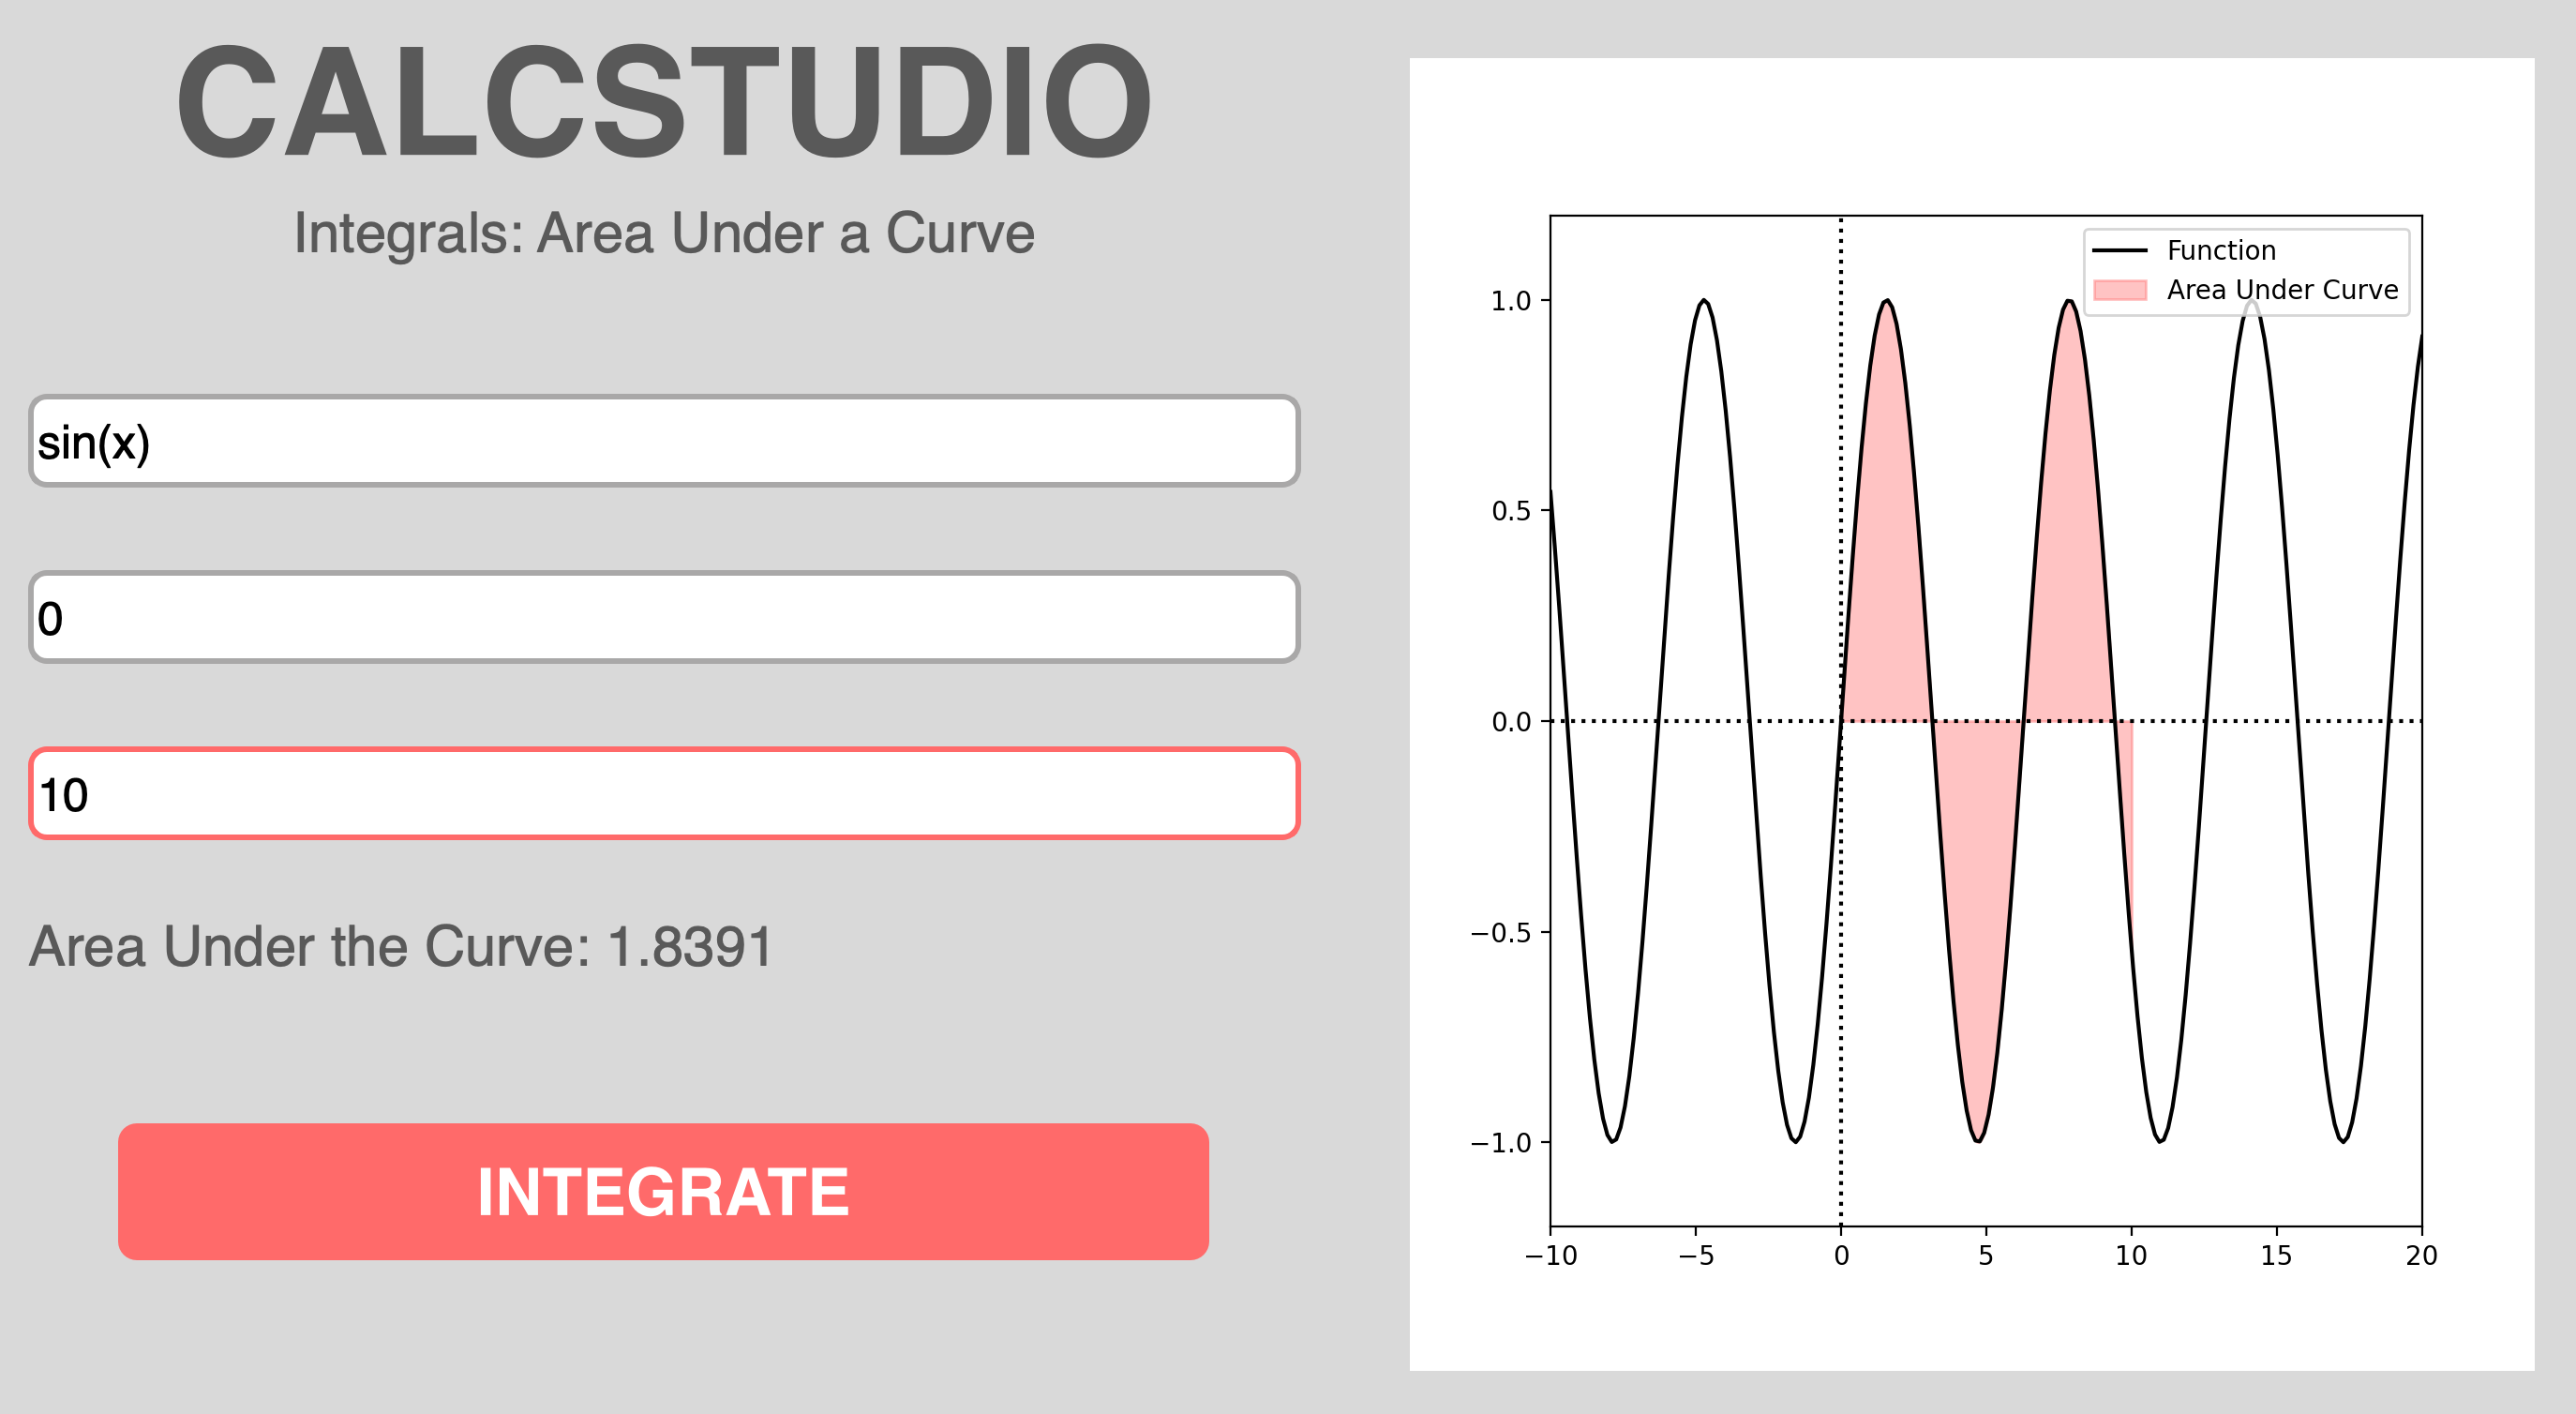 CALCSTUDIO
Integrals: Area Under a Curve
sin(x)
0
10
Area Under the Curve: 1.8391
INTEGRATE
Function
Area Under Curve
1.0
0.5
0.0
−0.5
−1.0
−10 −5 0 5 10 15 20